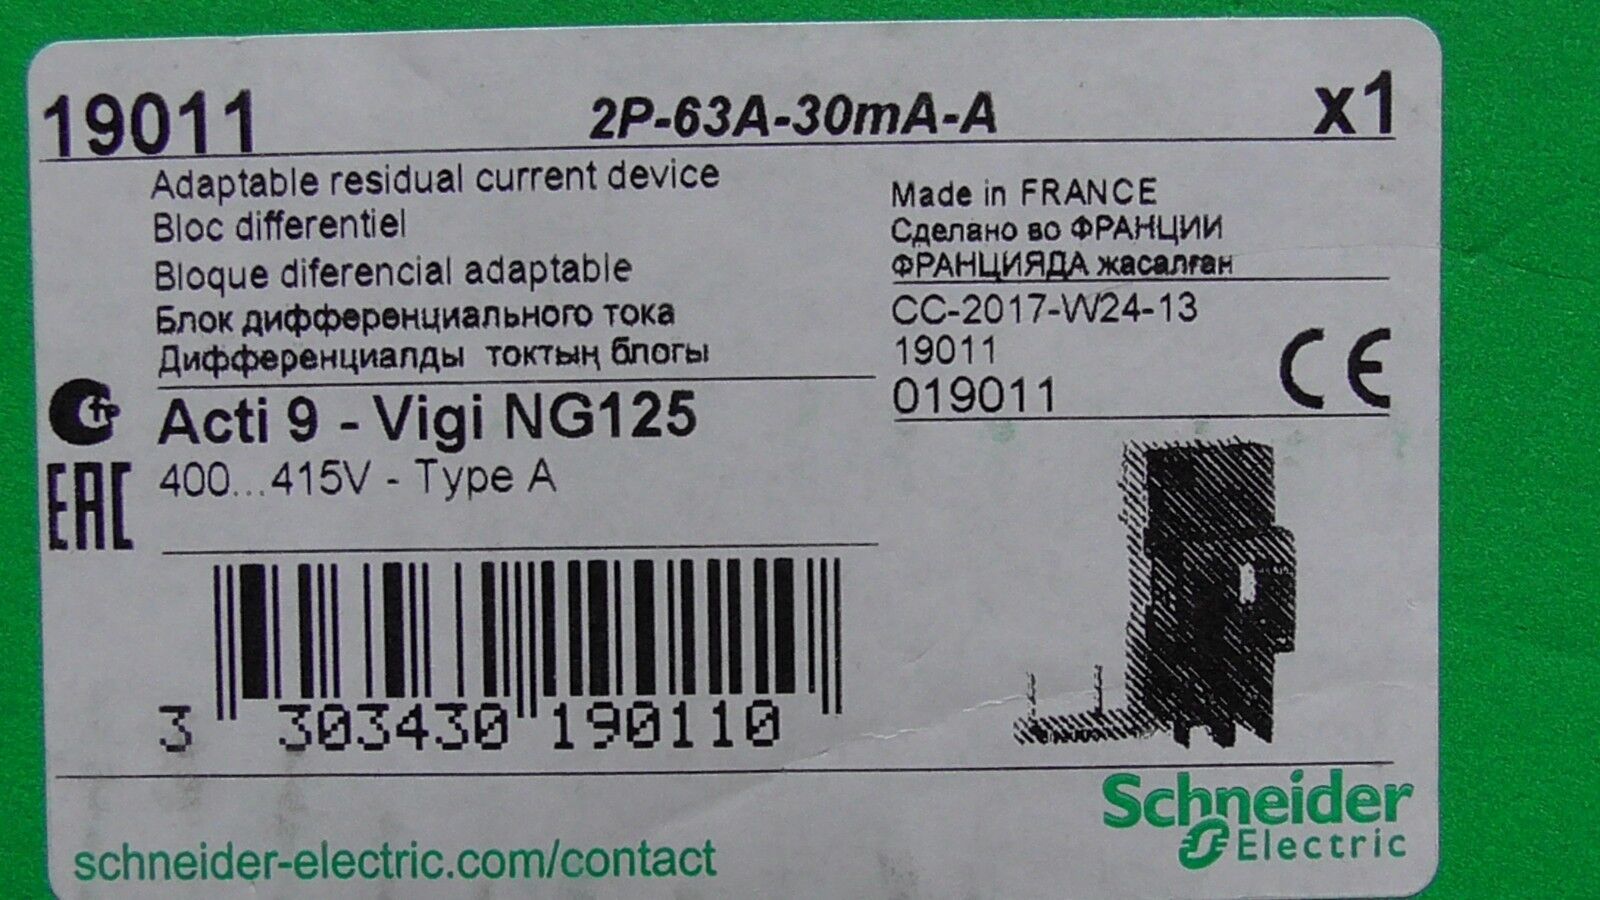 19011 2P-63A-30mA-A x1
Adaptable residual current device
Bloc differentiel
Bloque diferencial adaptable
Блок дифференциального тока
Дифференциалды токтың блогы
Made in FRANCE
Сделано во ФРАНЦИИ
ФРАНЦИЯДА жасалған
CC-2017-W24-13
19011
019011
CE
Acti 9 - Vigi NG125
400...415V - Type A
EAC
3 303430 190110
schneider-electric.com/contact
Schneider
Electric